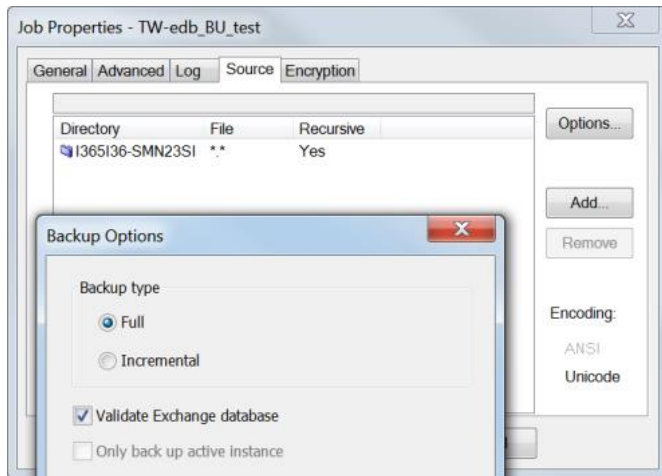 Job Properties - TW-edb_BU_test
General Advanced Log Source Encryption
Directory File Recursive
I365I36-SMN23SI *.* Yes
Options...
Add...
Remove
Encoding:
ANSI
Unicode
Backup Options
Backup type
Full
Incremental
Validate Exchange database
Only back up active instance